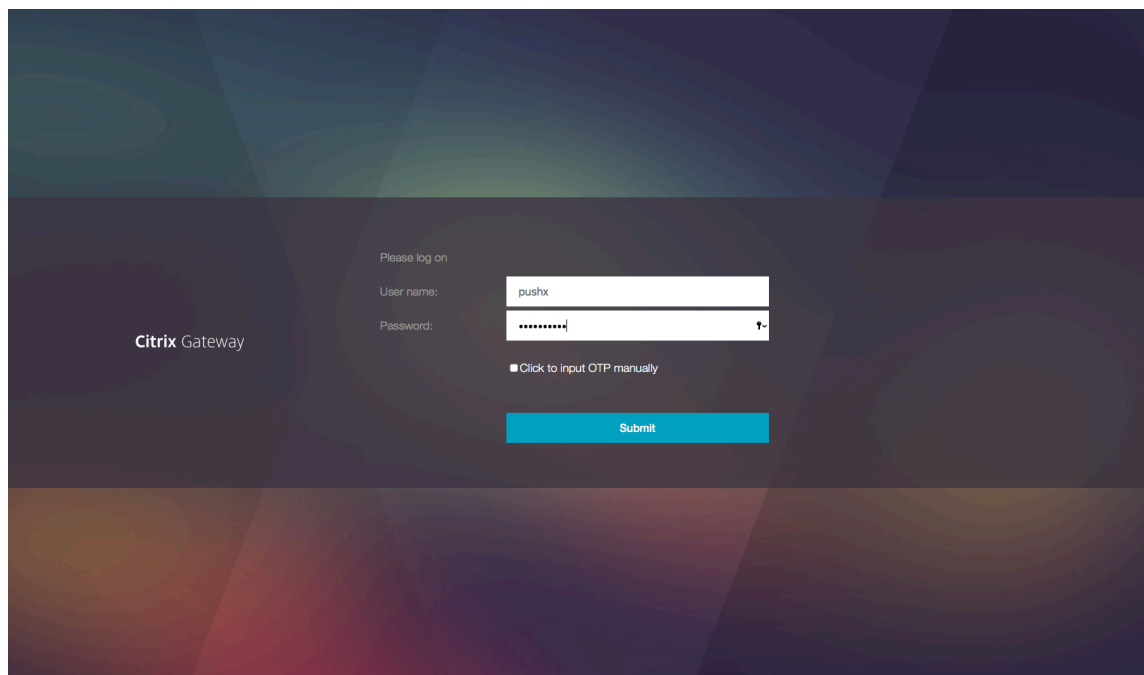 Please log on
User name:
pushx
Password:
••••••••••
Citrix Gateway
Click to input OTP manually
Submit